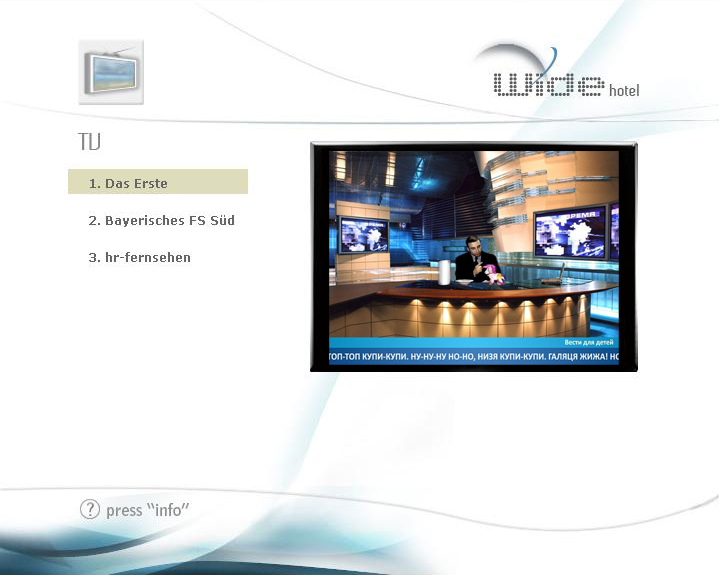 wide hotel
TV
1. Das Erste
2. Bayerisches FS Süd
3. hr-fernsehen
ВРЕМЯ
Вести для детей
ТОП-ТОП КУПИ-КУПИ. НУ-НУ-НУ НО-НО, НИЗЯ КУПИ-КУПИ. ГАЛЯЦЯ ЖИЖА! НО
? press "info"